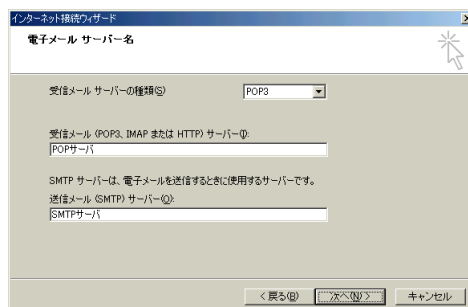 インターネット接続ウィザード
電子メール サーバー名
受信メール サーバーの種類(S)
POP3
受信メール (POP3、IMAP または HTTP) サーバー(I):
POPサーバ
SMTP サーバーは、電子メールを送信するときに使用するサーバーです。
送信メール (SMTP) サーバー(O):
SMTPサーバ
< 戻る(B) 次へ(N) > キャンセル